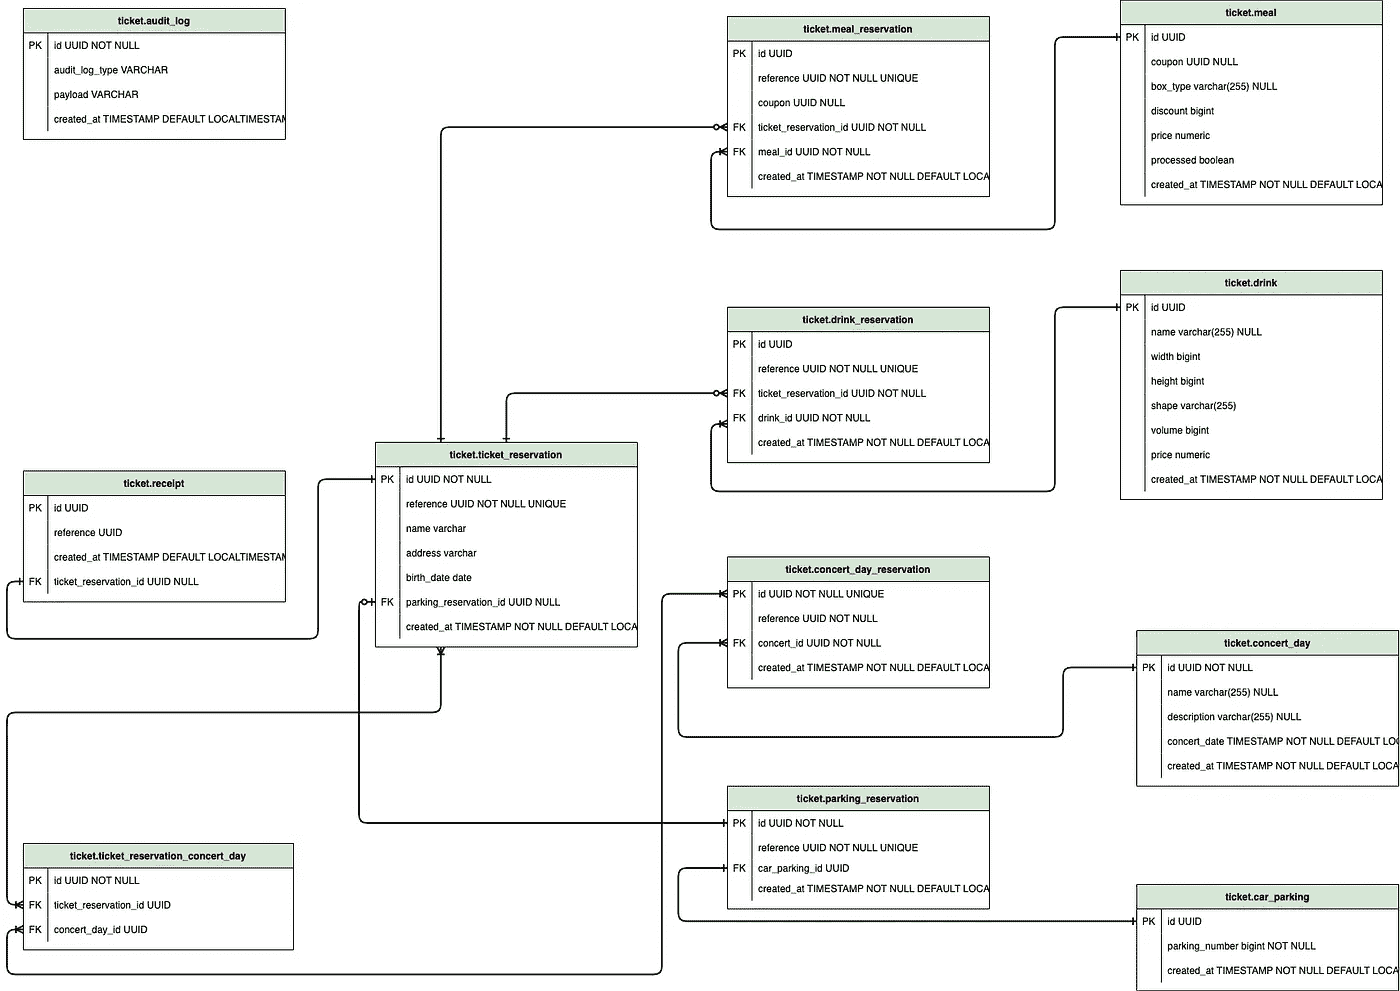 ticket.audit_log
PK id UUID NOT NULL
audit_log_type VARCHAR
payload VARCHAR
created_at TIMESTAMP DEFAULT LOCALTIMESTAM
ticket.meal_reservation
PK id UUID
reference UUID NOT NULL UNIQUE
coupon UUID NULL
FK ticket_reservation_id UUID NOT NULL
FK meal_id UUID NOT NULL
created_at TIMESTAMP NOT NULL DEFAULT LOCA
ticket.meal
PK id UUID
coupon UUID NULL
box_type varchar(255) NULL
discount bigint
price numeric
processed boolean
created_at TIMESTAMP NOT NULL DEFAULT LOCA
ticket.drink_reservation
PK id UUID
reference UUID NOT NULL UNIQUE
FK ticket_reservation_id UUID NOT NULL
FK drink_id UUID NOT NULL
created_at TIMESTAMP NOT NULL DEFAULT LOCA
ticket.drink
PK id UUID
name varchar(255) NULL
width bigint
height bigint
shape varchar(255)
volume bigint
price numeric
created_at TIMESTAMP NOT NULL DEFAULT LOCA
ticket.receipt
PK id UUID
reference UUID
created_at TIMESTAMP DEFAULT LOCALTIMESTAM
FK ticket_reservation_id UUID NULL
ticket.ticket_reservation
PK id UUID NOT NULL
reference UUID NOT NULL UNIQUE
name varchar
address varchar
birth_date date
FK parking_reservation_id UUID NULL
created_at TIMESTAMP NOT NULL DEFAULT LOCA
ticket.concert_day_reservation
PK id UUID NOT NULL UNIQUE
reference UUID NOT NULL
FK concert_id UUID NOT NULL
created_at TIMESTAMP NOT NULL DEFAULT LOCA
ticket.concert_day
PK id UUID NOT NULL
name varchar(255) NULL
description varchar(255) NULL
concert_date TIMESTAMP NOT NULL DEFAULT LOC
created_at TIMESTAMP NOT NULL DEFAULT LOCA
ticket.parking_reservation
PK id UUID NOT NULL
reference UUID NOT NULL UNIQUE
FK car_parking_id UUID
created_at TIMESTAMP NOT NULL DEFAULT LOCA
ticket.ticket_reservation_concert_day
PK id UUID NOT NULL
FK ticket_reservation_id UUID
FK concert_day_id UUID
ticket.car_parking
PK id UUID
parking_number bigint NOT NULL
created_at TIMESTAMP NOT NULL DEFAULT LOCA